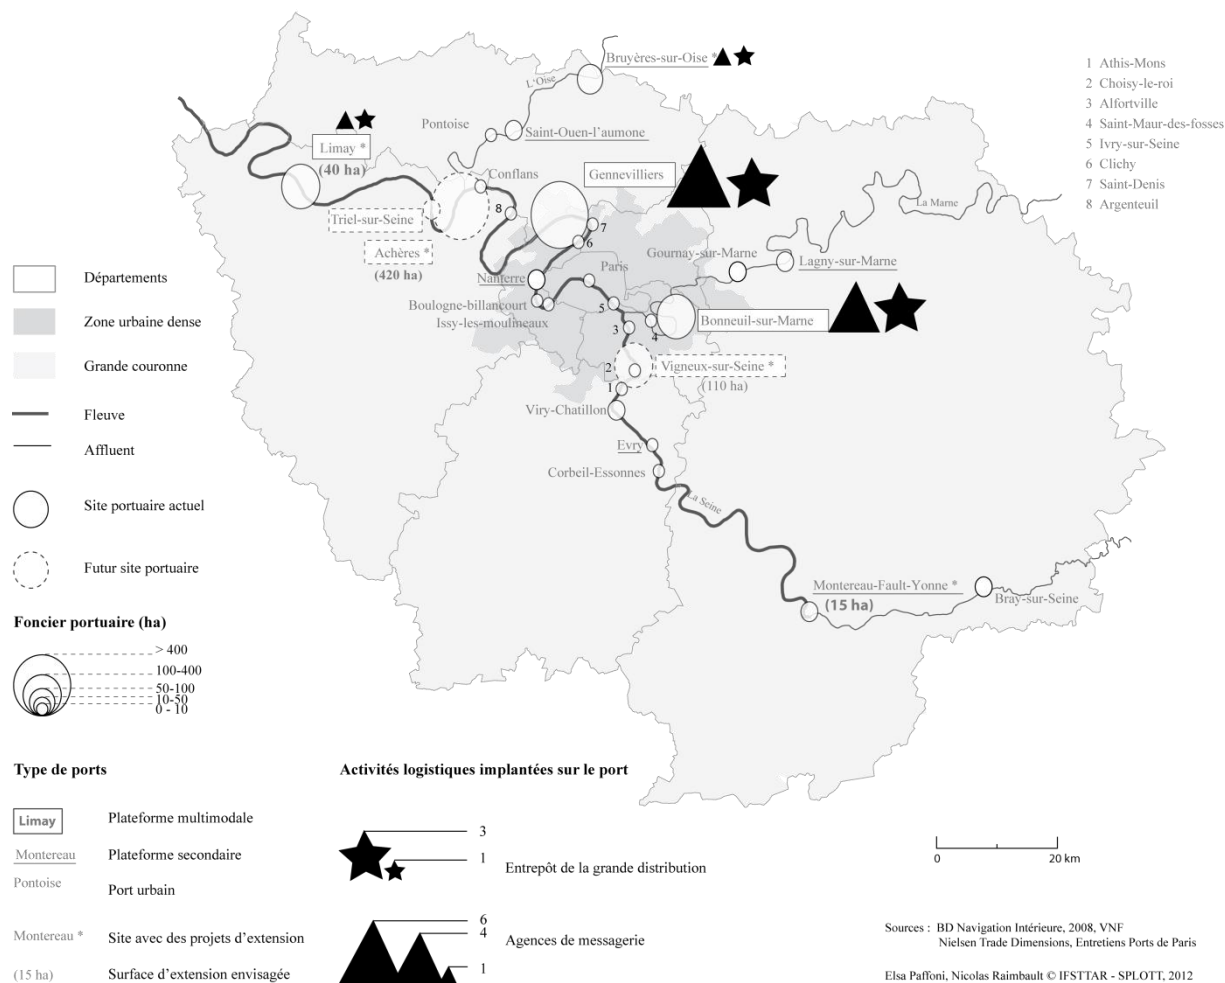 Bruyères-sur-Oise *
L'Oise
Pontoise
Saint-Ouen-l'aumone
Limay *
(40 ha)
Conflans
Gennevilliers
Triel-sur-Seine
8
7
6
Achères *
(420 ha)
La Marne
Gournay-sur-Marne
Lagny-sur-Marne
Nanterre
Paris
Boulogne-billancourt
Issy-les-moulineaux
5
3
4
Bonneuil-sur-Marne
2
Vigneux-sur-Seine *
(110 ha)
1
Viry-Chatillon
Evry
Corbeil-Essonnes
La Seine
Montereau-Fault-Yonne *
(15 ha)
Bray-sur-Seine
1 Athis-Mons
2 Choisy-le-roi
3 Alfortville
4 Saint-Maur-des-fosses
5 Ivry-sur-Seine
6 Clichy
7 Saint-Denis
8 Argenteuil
Départements
Zone urbaine dense
Grande couronne
Fleuve
Affluent
Site portuaire actuel
Futur site portuaire
Foncier portuaire (ha)
> 400
100-400
50-100
10-50
0 - 10
Type de ports
Limay Plateforme multimodale
Montereau Plateforme secondaire
Pontoise Port urbain
Montereau * Site avec des projets d'extension
(15 ha) Surface d'extension envisagée
Activités logistiques implantées sur le port
3
1
Entrepôt de la grande distribution
6
4
1
Agences de messagerie
0 20 km
Sources : BD Navigation Intérieure, 2008, VNF
Nielsen Trade Dimensions, Entretiens Ports de Paris
Elsa Paffoni, Nicolas Raimbault © IFSTTAR - SPLOTT, 2012